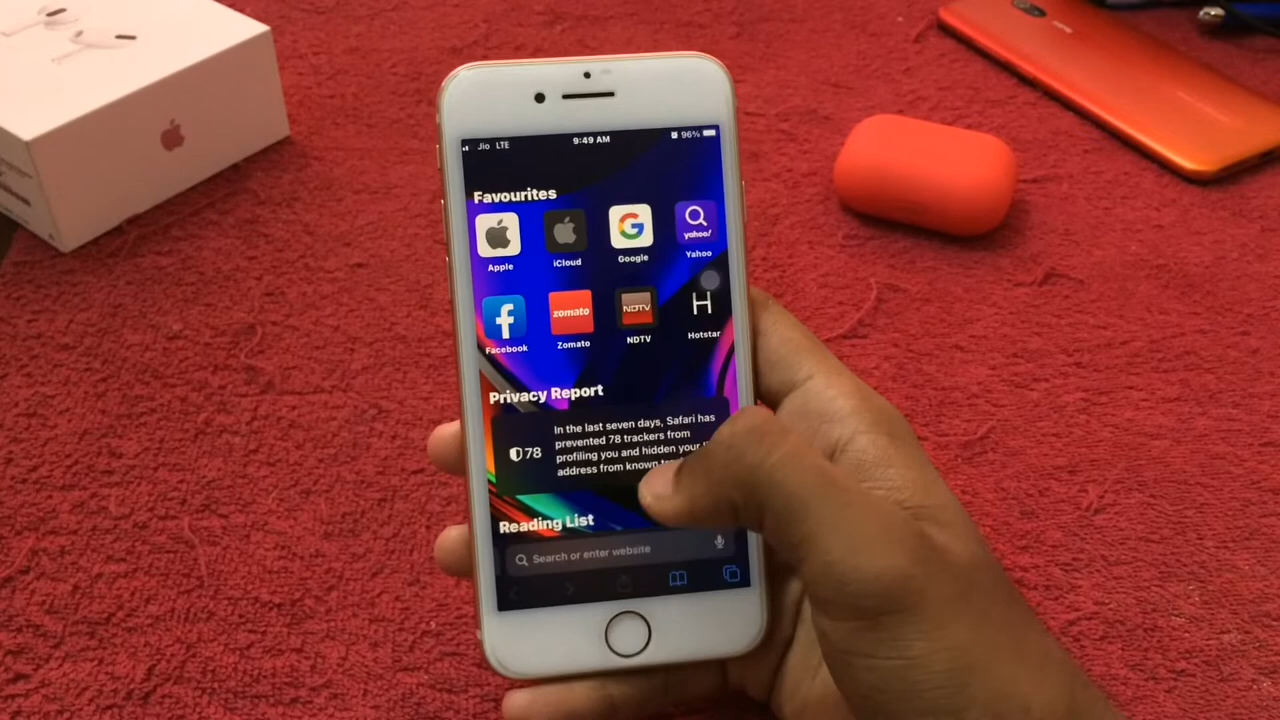 Jio LTE 9:49 AM 96%
Favourites
yahoo!
Apple iCloud Google Yahoo
f zomato NDTV H
Facebook Zomato NDTV Hotstar
Privacy Report
78
In the last seven days, Safari has
prevented 78 trackers from
profiling you and hidden your
address from known
Reading List
Search or enter website